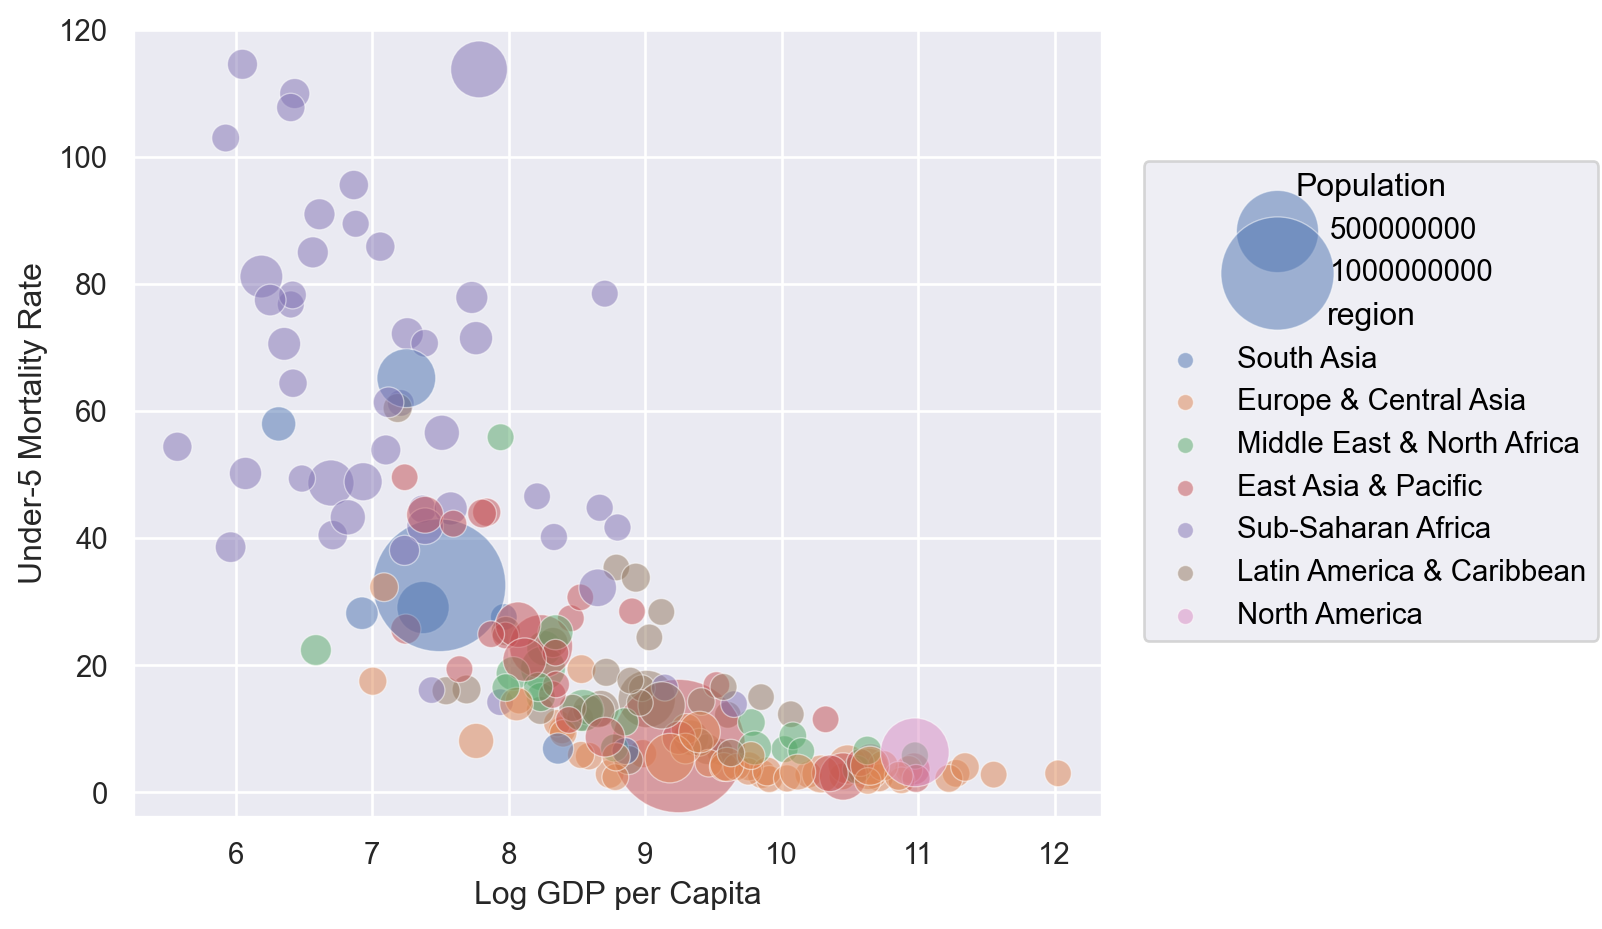 120
100
80
60
40
20
0
Under-5 Mortality Rate
6 7 8 9 10 11 12
Log GDP per Capita
Population
500000000
1000000000
region
South Asia
Europe & Central Asia
Middle East & North Africa
East Asia & Pacific
Sub-Saharan Africa
Latin America & Caribbean
North America